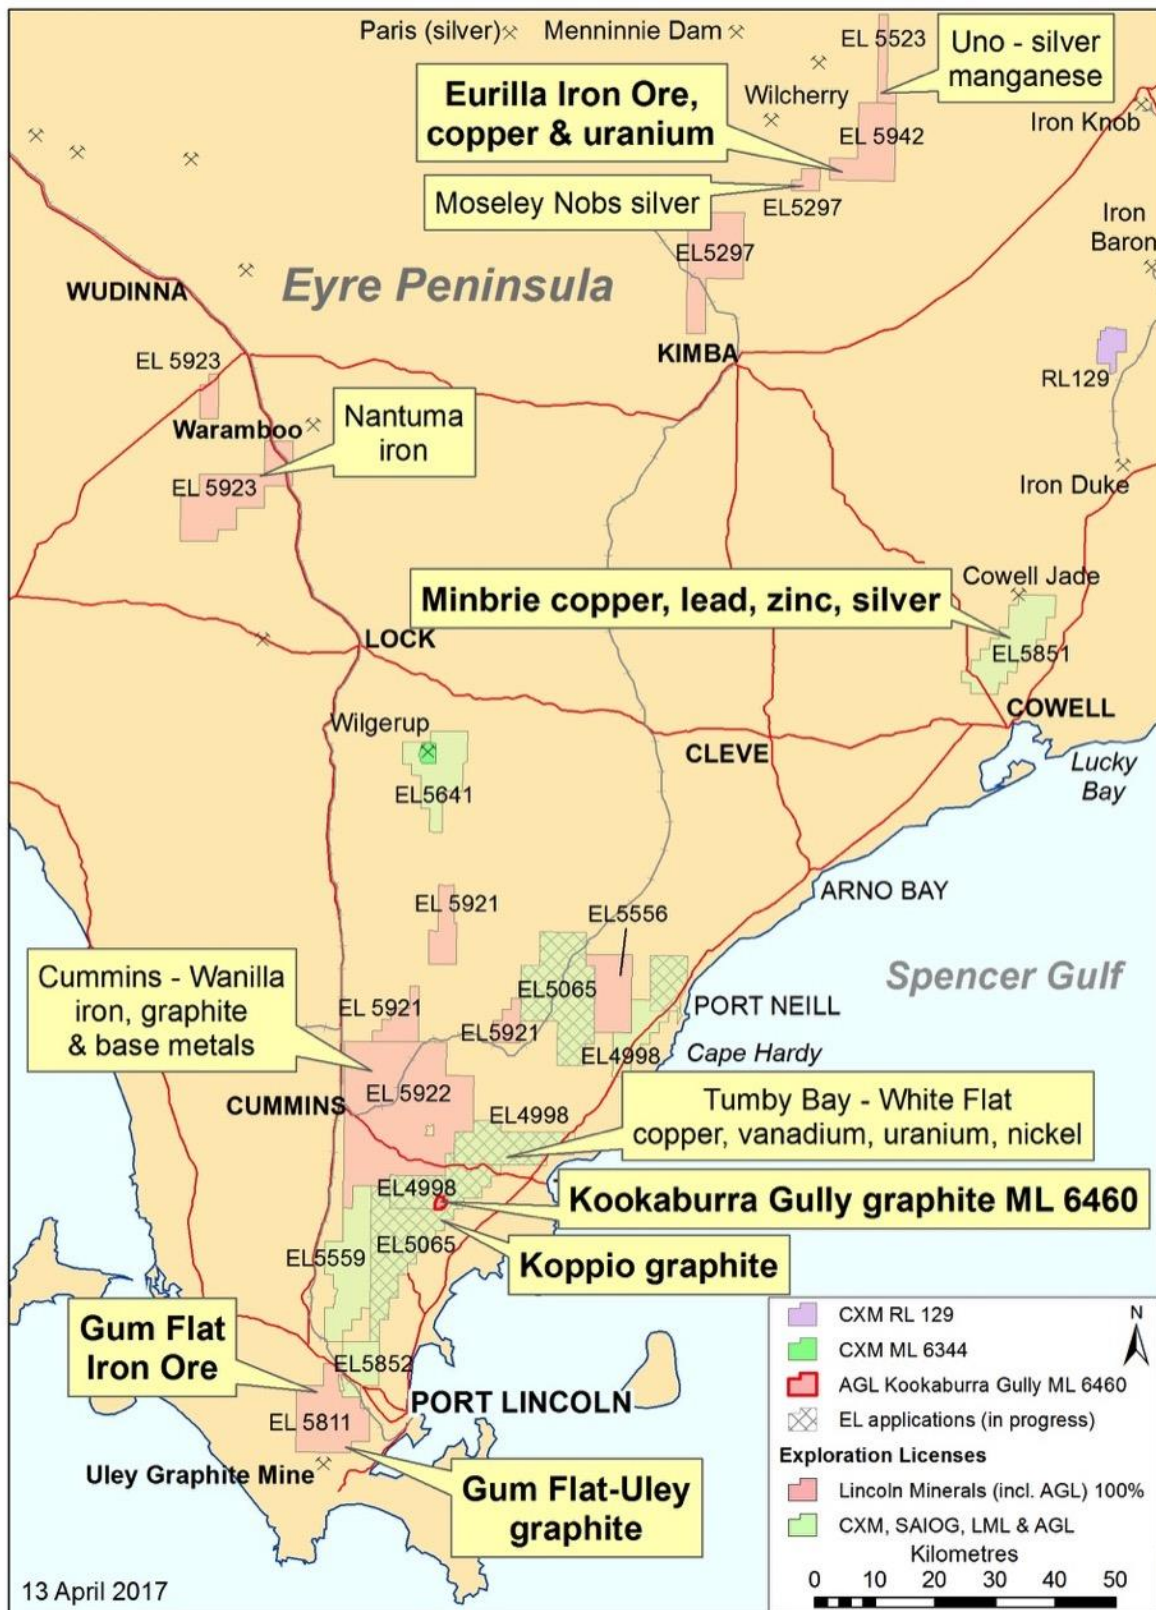 Paris (silver)
Menninnie Dam
EL 5523
Uno - silver
manganese
Eurilla Iron Ore,
copper & uranium
Wilcherry
EL 5942
Iron Knob
Moseley Nobs silver
EL5297
Iron
Baron
EL5297
Eyre Peninsula
WUDINNA
KIMBA
EL 5923
RL129
Waramboo
Nantuma
iron
EL 5923
Iron Duke
Cowell Jade
Minbrie copper, lead, zinc, silver
LOCK
EL5851
COWELL
Wilgerup
CLEVE
Lucky
Bay
EL5641
ARNO BAY
EL 5921
EL5556
Cummins - Wanilla
iron, graphite
& base metals
Spencer Gulf
EL5065
EL 5921
PORT NEILL
EL5921
EL4998
Cape Hardy
EL 5922
CUMMINS
EL4998
Tumby Bay - White Flat
copper, vanadium, uranium, nickel
EL4998
Kookaburra Gully graphite ML 6460
EL5065
EL5559
Koppio graphite
Gum Flat
Iron Ore
EL5852
PORT LINCOLN
EL 5811
Uley Graphite Mine
Gum Flat-Uley
graphite
CXM RL 129
N
CXM ML 6344
AGL Kookaburra Gully ML 6460
EL applications (in progress)
Exploration Licenses
Lincoln Minerals (incl. AGL) 100%
CXM, SAIOG, LML & AGL
Kilometres
0 10 20 30 40 50
13 April 2017